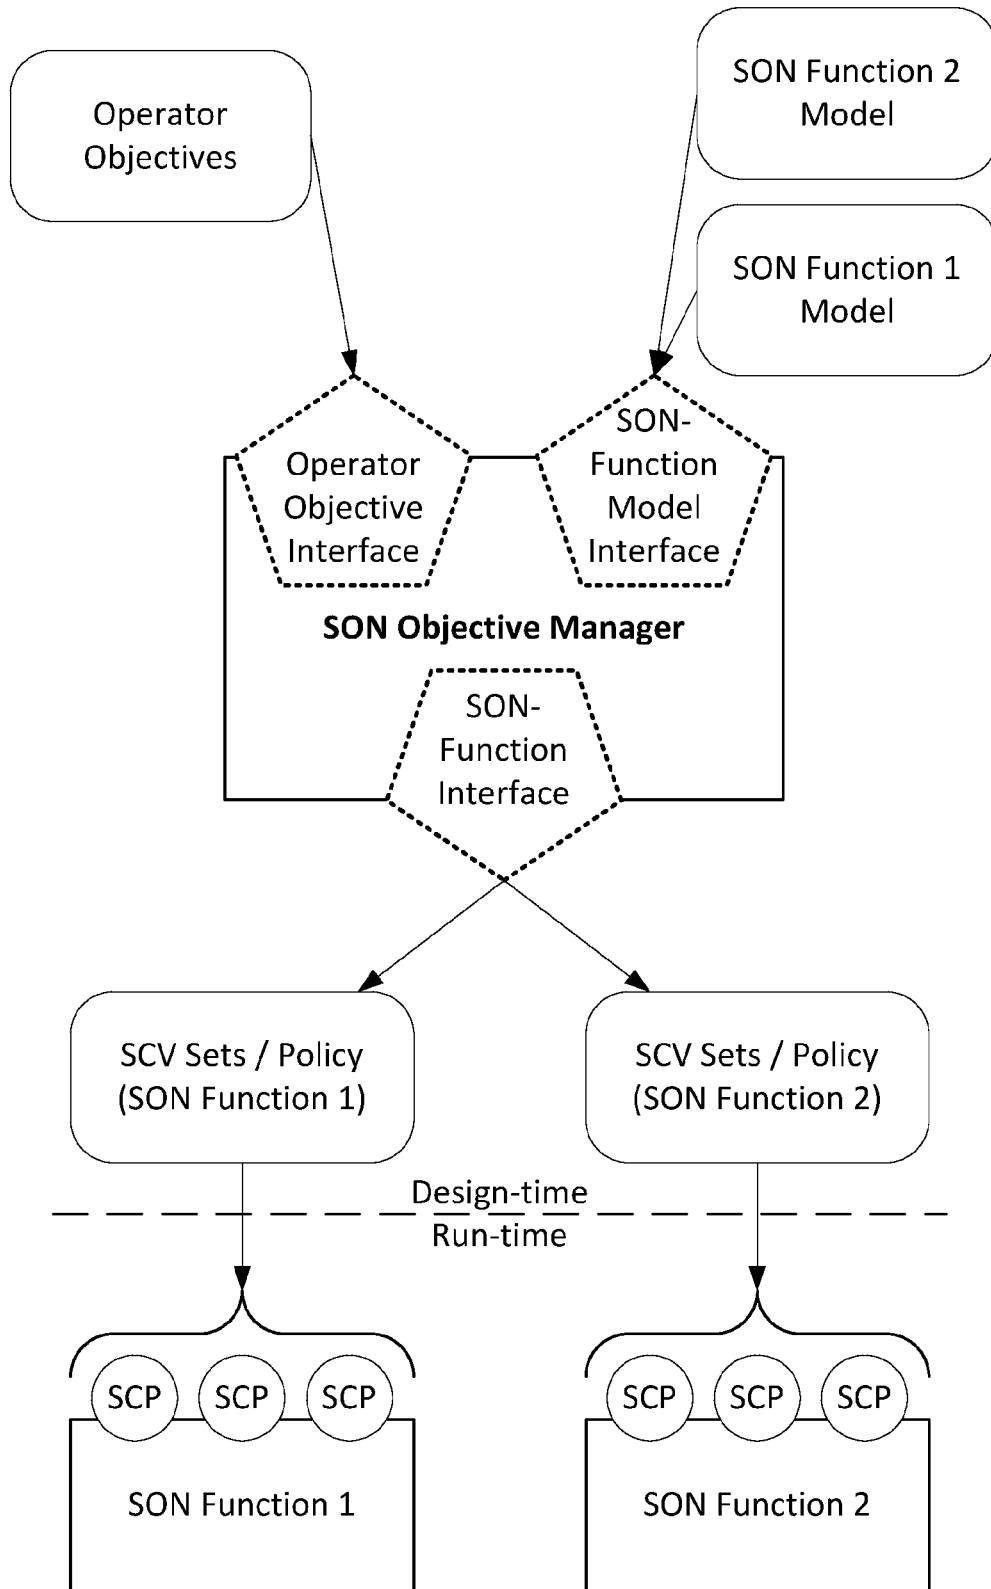 Operator
Objectives
SON Function 2
Model
SON Function 1
Model
Operator
Objective
Interface
SON-
Function
Model
Interface
SON Objective Manager
SON-
Function
Interface
SCV Sets / Policy
(SON Function 1)
SCV Sets / Policy
(SON Function 2)
Design-time
Run-time
SCP
SCP
SCP
SON Function 1
SCP
SCP
SCP
SON Function 2